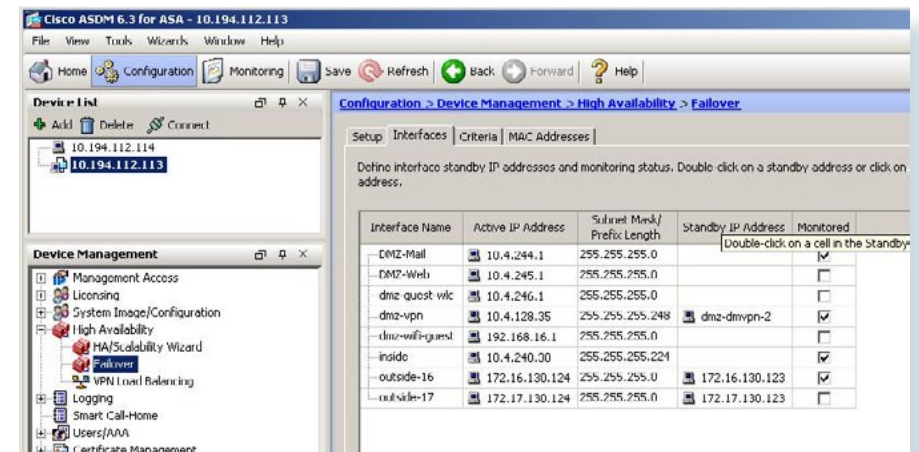 Cisco ASDM 6.3 for ASA - 10.194.112.113
File View Tools Wizards Window Help
Home Configuration Monitoring Save Refresh Back Forward Help
Device List
Add Delete Connect
10.194.112.114
10.194.112.113
Device Management
Management Access
Licensing
System Image/Configuration
High Availability
HA/Scalability Wizard
Failover
VPN Load Balancing
Logging
Smart Call-Home
Users/AAA
Certificate Management
Configuration > Device Management > High Availability > Failover
Setup Interfaces Criteria MAC Addresses
Define interface standby IP addresses and monitoring status. Double-click on a standby address or click on
address.
Interface Name Active IP Address Subnet Mask/ Prefix Length Standby IP Address Monitored
Double-click on a cell in the Standby
DMZ-Mail 10.4.244.1 255.255.255.0
DMZ-Web 10.4.245.1 255.255.255.0
dmz-guest-wlc 10.4.246.1 255.255.255.0
dmz-vpn 10.4.128.35 255.255.255.248 dmz-dmvpn-2
dmz-wifi-guest 192.168.16.1 255.255.255.0
inside 10.4.240.30 255.255.255.224
outside-16 172.16.130.124 255.255.255.0 172.16.130.123
outside-17 172.17.130.124 255.255.255.0 172.17.130.123